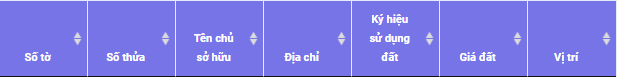 Số tờ
Số thửa
Tên chủ
sở hữu
Địa chỉ
Ký hiệu
sử dụng
đất
Giá đất
Vị trí